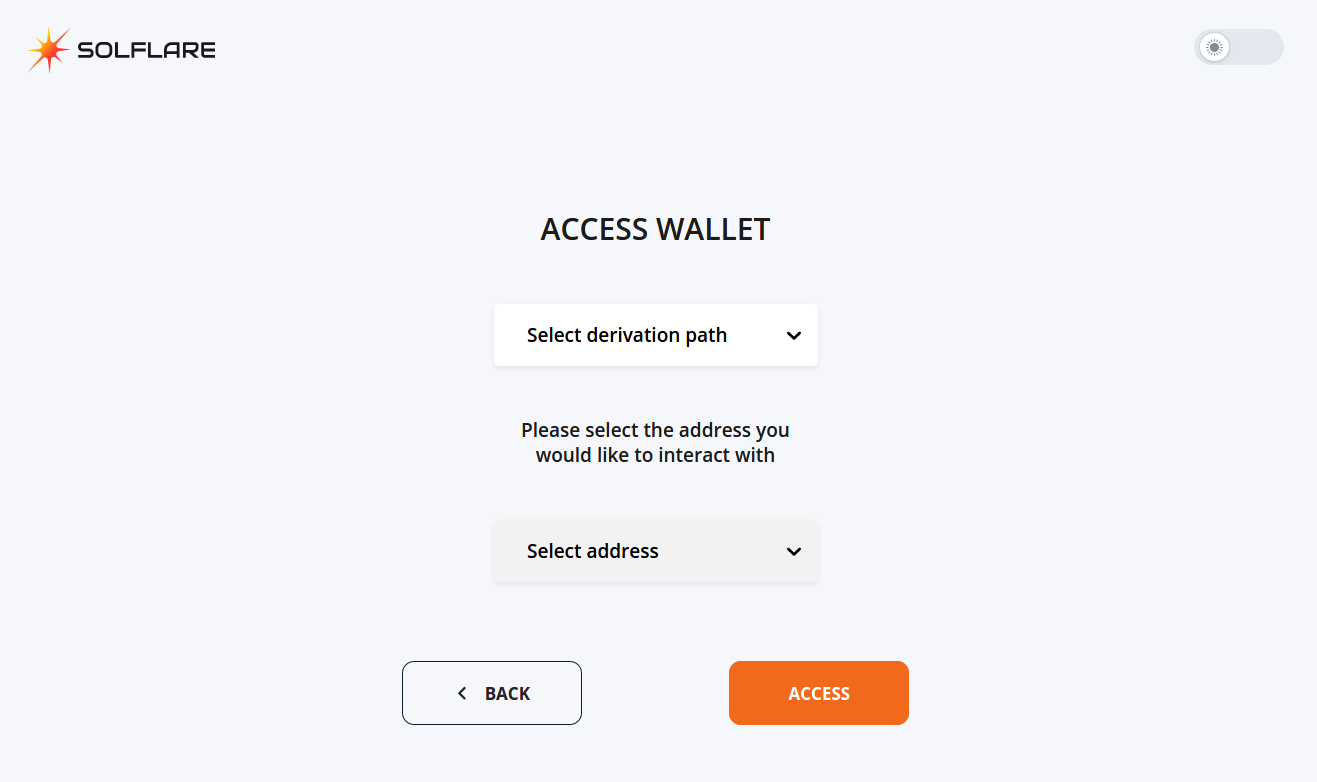 SOLFLARE
ACCESS WALLET
Select derivation path
Please select the address you
would like to interact with
Select address
BACK
ACCESS